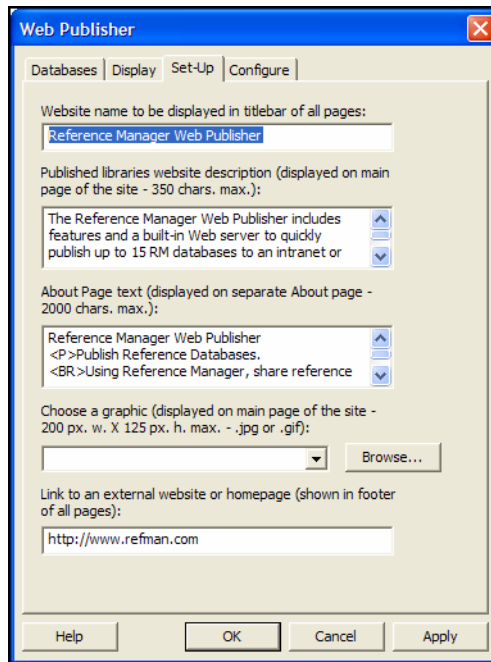 Web Publisher
Databases Display Set-Up Configure
Website name to be displayed in titlebar of all pages:
Reference Manager Web Publisher
Published libraries website description (displayed on main
page of the site - 350 chars. max.):
The Reference Manager Web Publisher includes
features and a built-in Web server to quickly
publish up to 15 RM databases to an intranet or
About Page text (displayed on separate About page -
2000 chars. max.):
Reference Manager Web Publisher
<P>Publish Reference Databases.
<BR>Using Reference Manager, share reference
Choose a graphic (displayed on main page of the site -
200 px. w. X 125 px. h. max. - .jpg or .gif):
Browse...
Link to an external website or homepage (shown in footer
of all pages):
http://www.refman.com
Help OK Cancel Apply